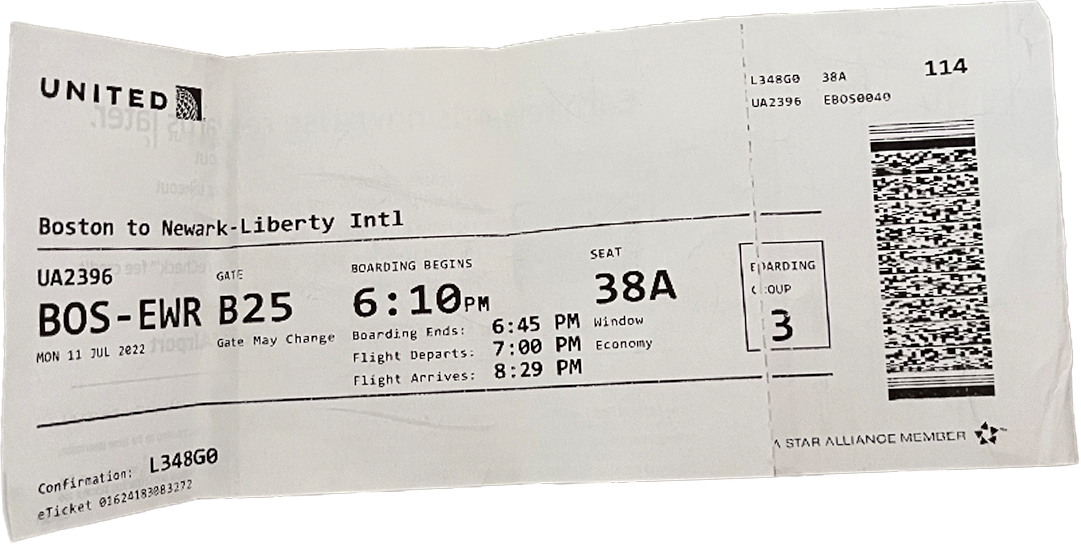 UNITED
L348G0 38A 114
UA2396 EBOS0040
Boston to Newark-Liberty Intl
UA2396
BOS-EWR
MON 11 JUL 2022
GATE
B25
Gate May Change
BOARDING BEGINS
6:10PM
Boarding Ends: 6:45 PM
Flight Departs: 7:00 PM
Flight Arrives: 8:29 PM
SEAT
38A
Window
Economy
BOARDING
GROUP
3
Confirmation: L348G0
eTicket 01624183083272
A STAR ALLIANCE MEMBER